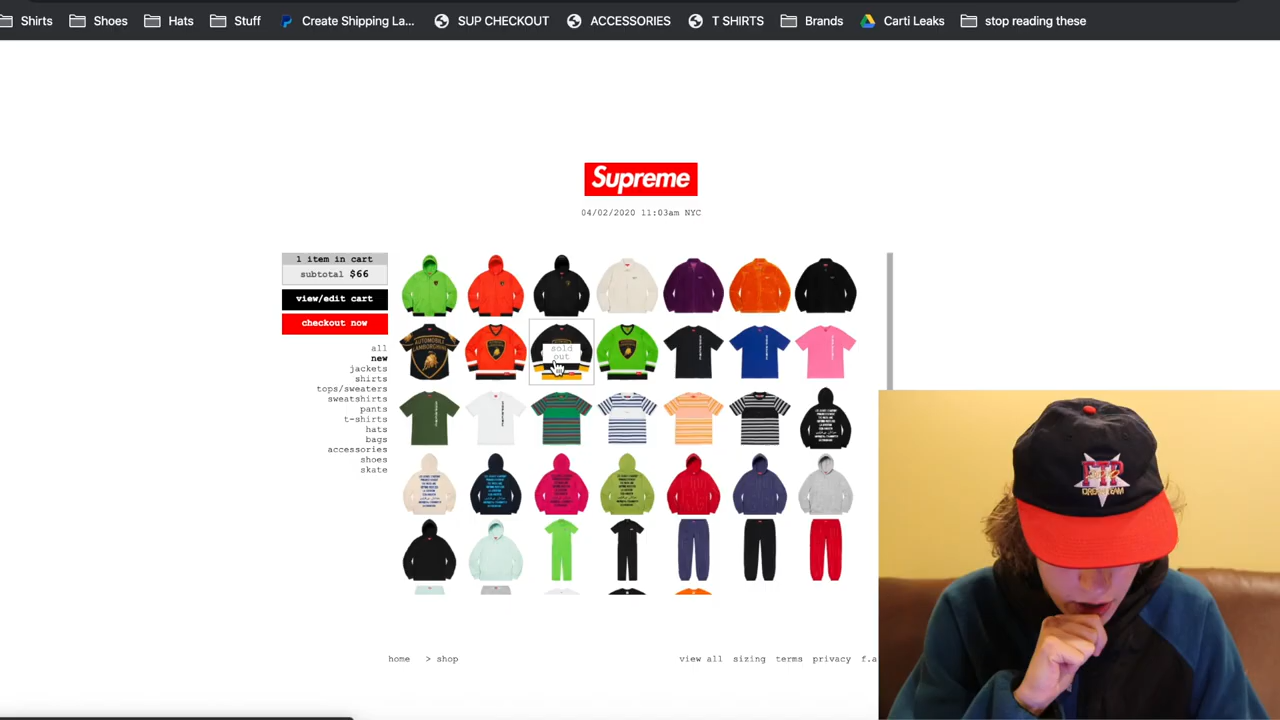 Shirts Shoes Hats Stuff Create Shipping La... SUP CHECKOUT ACCESSORIES T SHIRTS Brands Carti Leaks stop reading these
Supreme
04/02/2020 11:03am NYC
1 item in cart
subtotal $66
view/edit cart
checkout now
all
new
jackets
shirts
tops/sweaters
sweatshirts
pants
t-shirts
hats
bags
accessories
shoes
skate
AUTOMOBILI
LAMBORGHINI
sold
out
home > shop
view all sizing terms privacy f.a
FTP